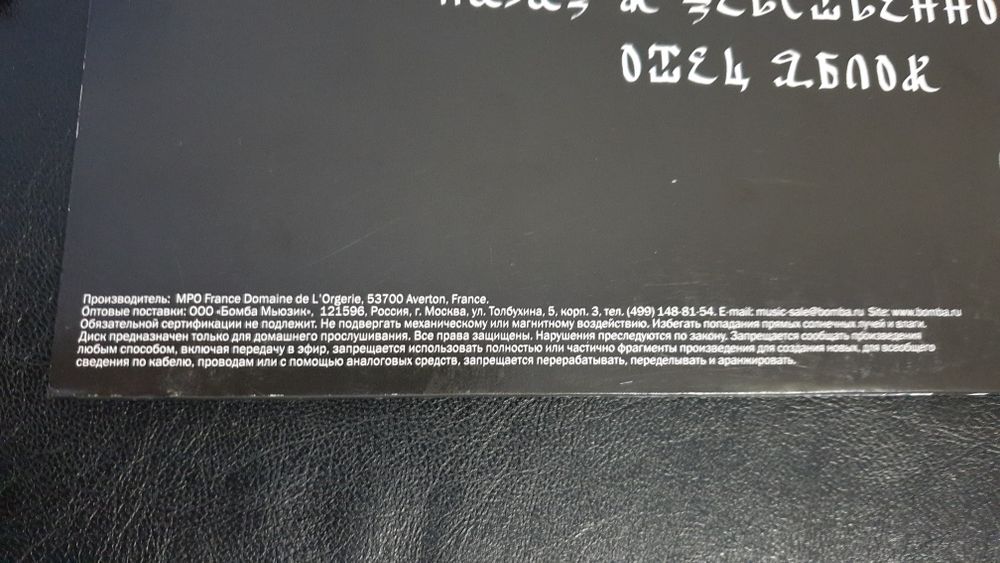 ОТЕЦ ЯБЛОК
Производитель: MPO France Domaine de L'Orgerie, 53700 Averton, France.
Оптовые поставки: ООО «Бомба Мьюзик», 121596, Россия, г. Москва, ул. Толбухина, 5, корп. 3, тел. (499) 148-81-54. E-mail: music-sale@bomba.ru Site: www.bomba.ru
Обязательной сертификации не подлежит. Не подвергать механическому или магнитному воздействию. Избегать попадания прямых солнечных лучей и влаги.
Диск предназначен только для домашнего прослушивания. Все права защищены. Нарушения преследуются по закону. Запрещается сообщать произведения
любым способом, включая передачу в эфир, запрещается использовать полностью или частично фрагменты произведения для создания новых, для всеобщего
сведения по кабелю, проводам или с помощью аналоговых средств, запрещается перерабатывать, переделывать и аранжировать.